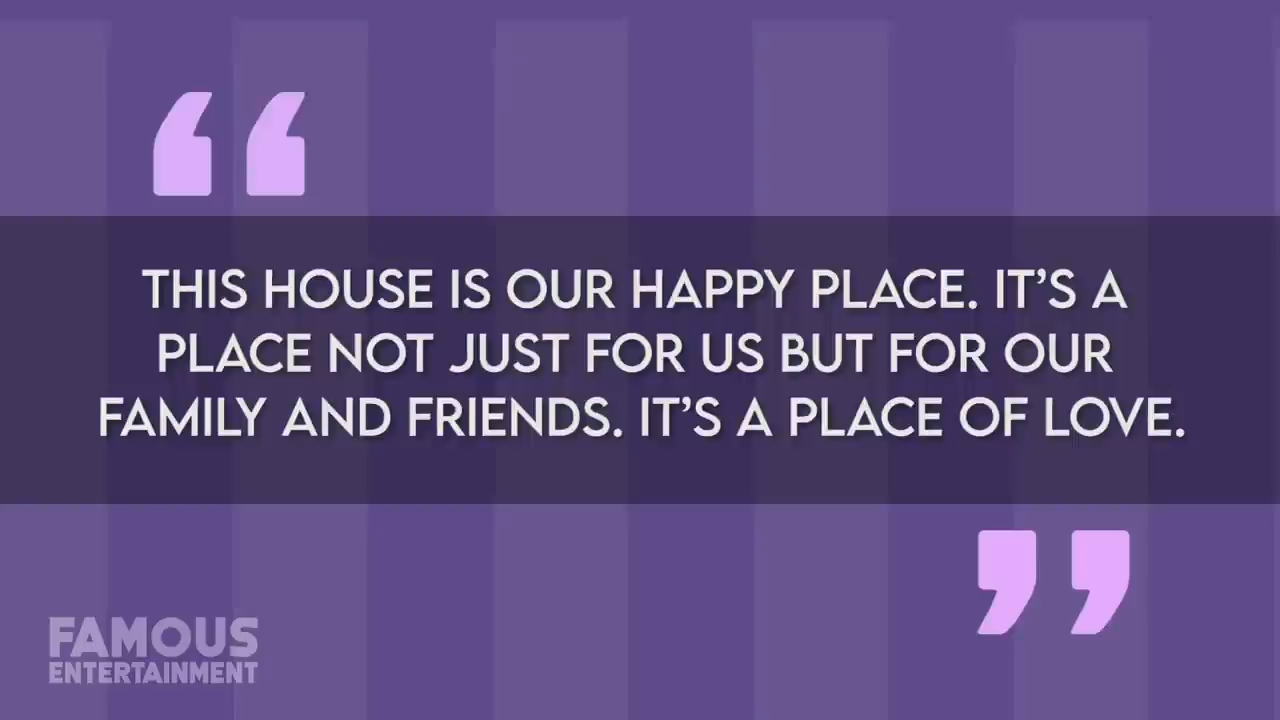 THIS HOUSE IS OUR HAPPY PLACE. IT’S A
PLACE NOT JUST FOR US BUT FOR OUR
FAMILY AND FRIENDS. IT’S A PLACE OF LOVE.
FAMOUS
ENTERTAINMENT